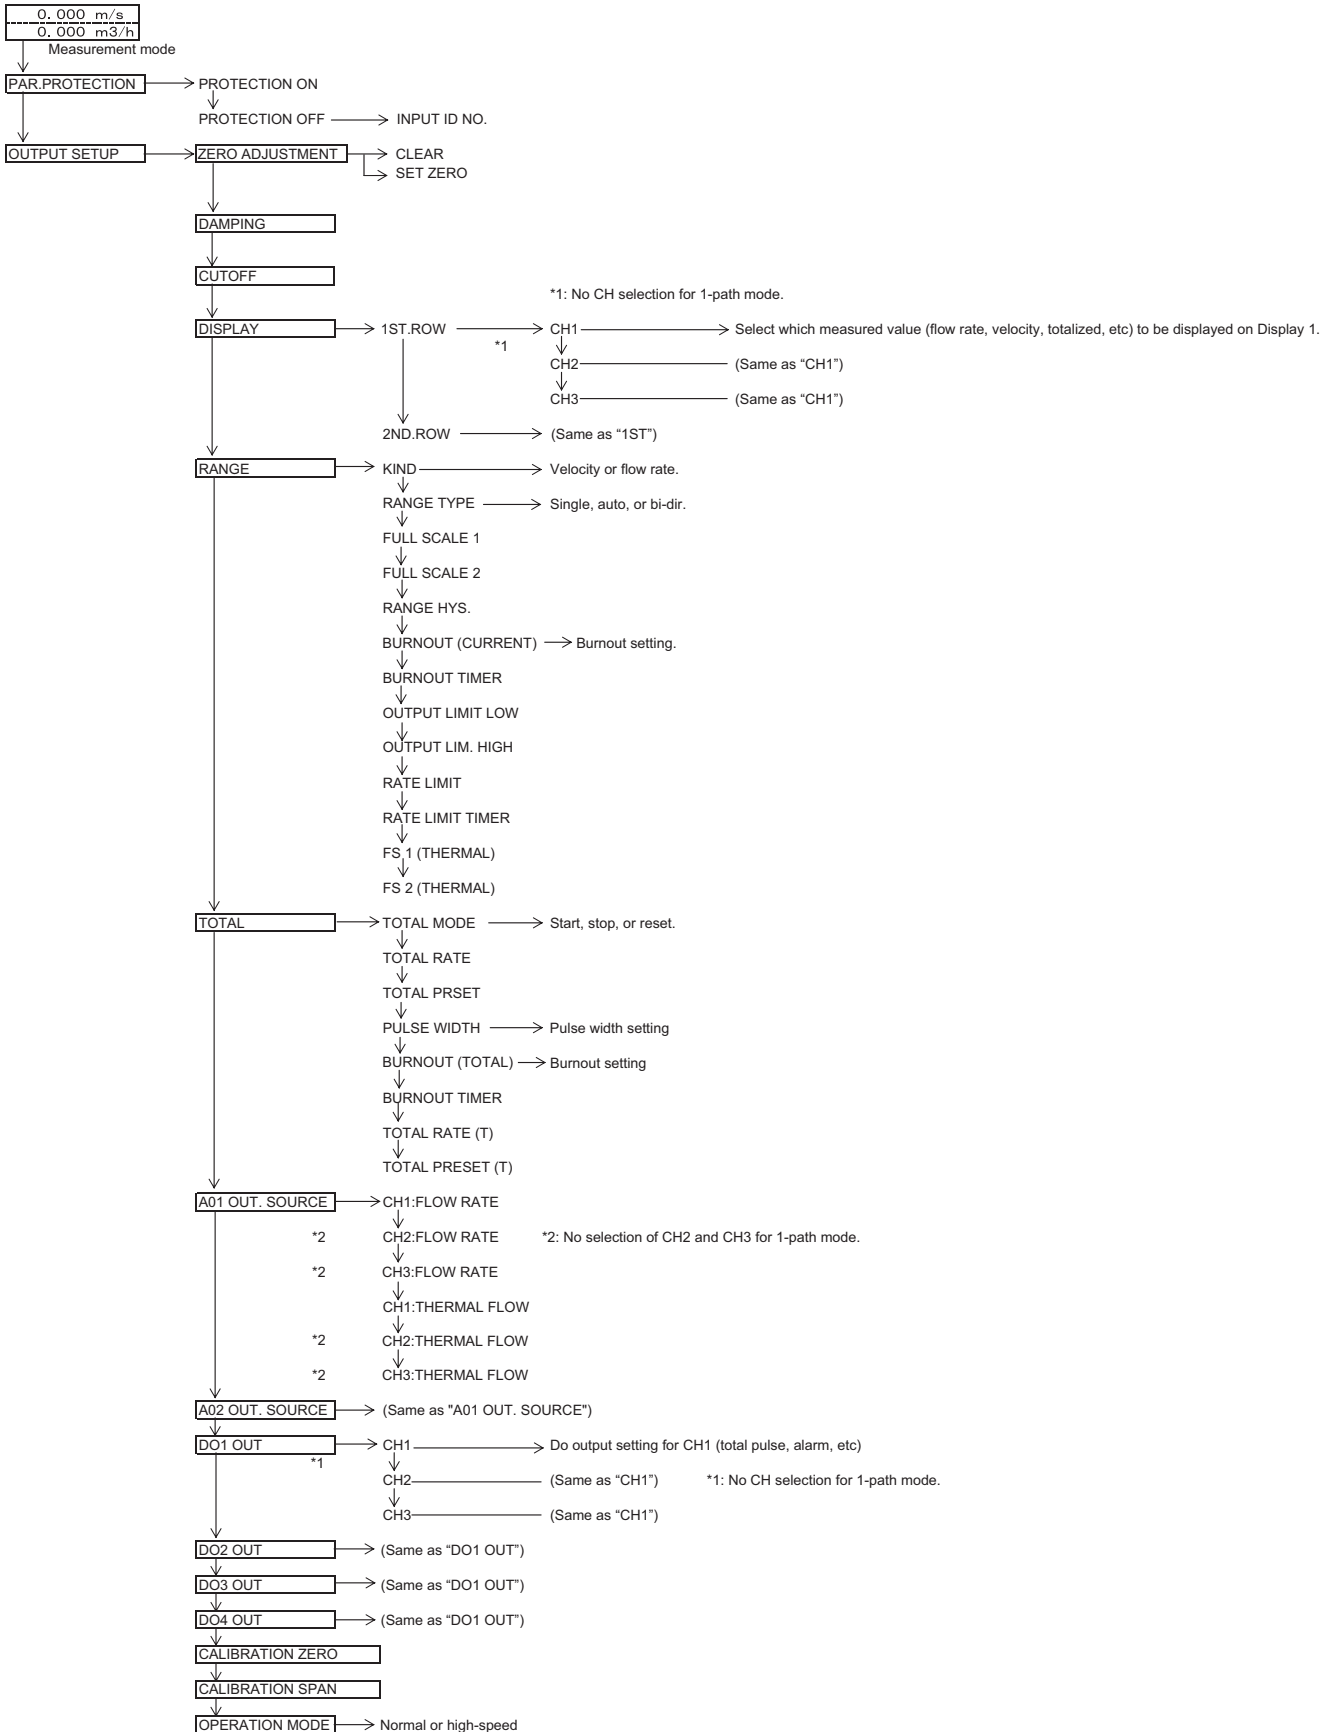 0. 000 m/s
0. 000 m3/h
Measurement mode
PAR.PROTECTION
PROTECTION ON
PROTECTION OFF
INPUT ID NO.
OUTPUT SETUP
ZERO ADJUSTMENT
CLEAR
SET ZERO
DAMPING
CUTOFF
*1: No CH selection for 1-path mode.
DISPLAY
1ST.ROW
*1
CH1
Select which measured value (flow rate, velocity, totalized, etc) to be displayed on Display 1.
CH2
(Same as “CH1”)
CH3
(Same as “CH1”)
2ND.ROW
(Same as “1ST”)
RANGE
KIND
Velocity or flow rate.
RANGE TYPE
Single, auto, or bi-dir.
FULL SCALE 1
FULL SCALE 2
RANGE HYS.
BURNOUT (CURRENT)
Burnout setting.
BURNOUT TIMER
OUTPUT LIMIT LOW
OUTPUT LIM. HIGH
RATE LIMIT
RATE LIMIT TIMER
FS 1 (THERMAL)
FS 2 (THERMAL)
TOTAL
TOTAL MODE
Start, stop, or reset.
TOTAL RATE
TOTAL PRSET
PULSE WIDTH
Pulse width setting
BURNOUT (TOTAL)
Burnout setting
BURNOUT TIMER
TOTAL RATE (T)
TOTAL PRESET (T)
A01 OUT. SOURCE
CH1:FLOW RATE
*2
CH2:FLOW RATE
*2: No selection of CH2 and CH3 for 1-path mode.
*2
CH3:FLOW RATE
CH1:THERMAL FLOW
*2
CH2:THERMAL FLOW
*2
CH3:THERMAL FLOW
A02 OUT. SOURCE
(Same as "A01 OUT. SOURCE")
DO1 OUT
*1
CH1
Do output setting for CH1 (total pulse, alarm, etc)
CH2
(Same as “CH1”)
*1: No CH selection for 1-path mode.
CH3
(Same as “CH1”)
DO2 OUT
(Same as “DO1 OUT”)
DO3 OUT
(Same as “DO1 OUT”)
DO4 OUT
(Same as “DO1 OUT”)
CALIBRATION ZERO
CALIBRATION SPAN
OPERATION MODE
Normal or high-speed